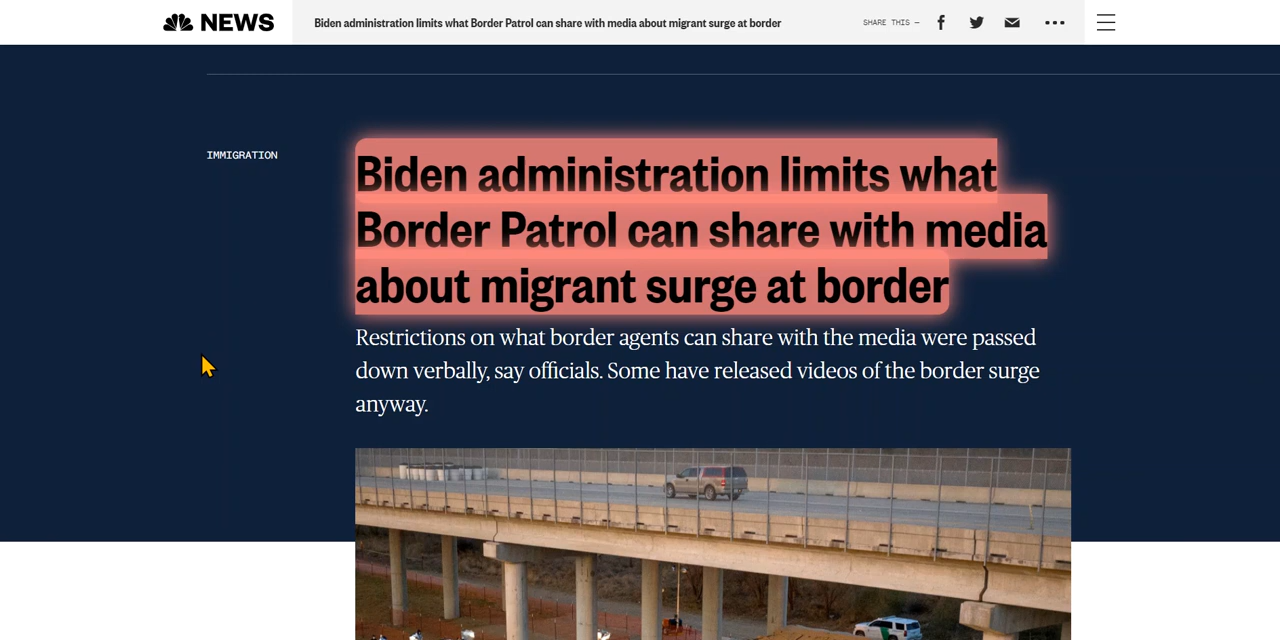 NEWS
Biden administration limits what Border Patrol can share with media about migrant surge at border
SHARE THIS —
IMMIGRATION
Biden administration limits what
Border Patrol can share with media
about migrant surge at border
Restrictions on what border agents can share with the media were passed
down verbally, say officials. Some have released videos of the border surge
anyway.